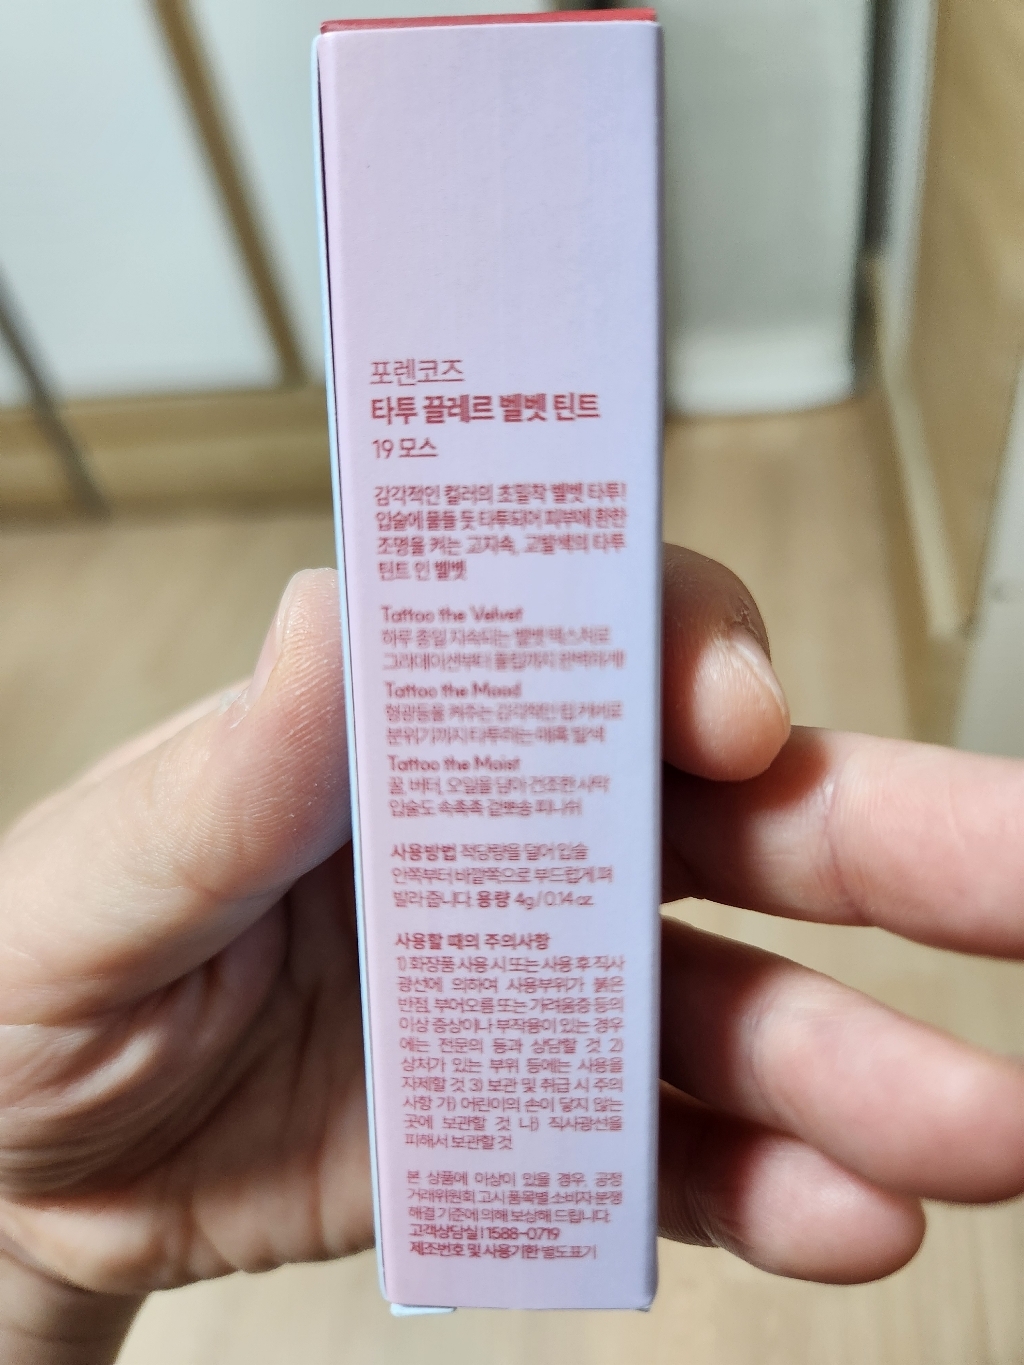 포렌코즈
타투 끌레르 벨벳 틴트
19 모스
감각적인 컬러의 초밀착 벨벳 타투!
입술에 물들 듯 타투되어 피부에 환한
조명을 켜는 고지속, 고발색의 타투
틴트 인 벨벳
Tattoo the Velvet
하루 종일 지속되는 벨벳 텍스처로
그라데이션부터 풀립까지 완벽하게!
Tattoo the Mood
형광등을 켜주는 감각적인 립 커버로
분위기까지 타투하는 매혹 발색
Tattoo the Moist
꿀, 버터, 오일을 담아 건조한 사막
입술도 속촉촉 겉뽀송 피니쉬
사용방법 적당량을 덜어 입술
안쪽부터 바깥쪽으로 부드럽게 펴
발라 줍니다. 용량 4g / 0.14 oz.
사용할 때의 주의사항
1) 화장품 사용 시 또는 사용 후 직사
광선에 의하여 사용부위가 붉은
반점, 부어오름 또는 가려움증 등의
이상 증상이나 부작용이 있는 경우
에는 전문의 등과 상담할 것 2)
상처가 있는 부위 등에는 사용을
자제할 것 3) 보관 및 취급 시 주의
사항 가) 어린이의 손이 닿지 않는
곳에 보관할 것 나) 직사광선을
피해서 보관할 것
본 상품에 이상이 있을 경우, 공정
거래위원회 고시 품목별 소비자 분쟁
해결 기준에 의해 보상해 드립니다.
고객상담실 | 1588-0719
제조번호 및 사용기한 별도표기